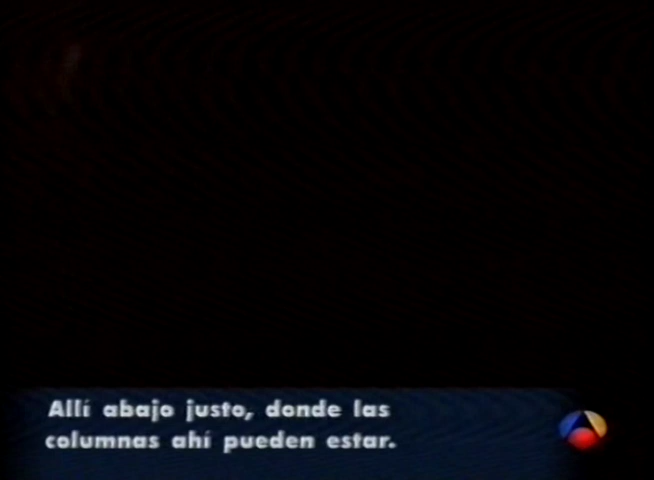 Allí abajo justo, donde las
columnas ahí pueden estar.